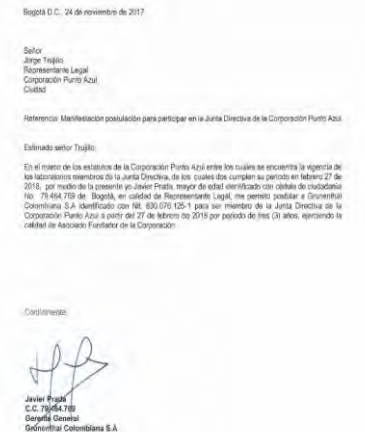 Bogotá D.C., 24 de noviembre de 2017
Señor
Jorge Trujillo
Representante Legal
Corporación Punto Azul
Ciudad
Referencia: Manifestación postulación para participar en la Junta Directiva de la Corporación Punto Azul
Estimado señor Trujillo:
En el marco de los estatutos de la Corporación Punto Azul entre los cuales se encuentra la vigencia de
los laboratorios miembros de la Junta Directiva, de los cuales dos cumplen su periodo en febrero 27 de
2018, por medio de la presente yo Javier Prada, mayor de edad identificado con cédula de ciudadanía
No. 79.464.769 de Bogotá, en calidad de Representante Legal, me permito postular a Grunenthal
Colombiana S.A identificado con Nit. 830.076.125-1 para ser miembro de la Junta Directiva de la
Corporación Punto Azul a partir del 27 de febrero de 2018 por periodo de tres (3) años, ejerciendo la
calidad de Asociado Fundador de la Corporación.
Cordialmente,
Javier Prada
C.C. 79.464.769
Gerente General
Grünenthal Colombiana S.A